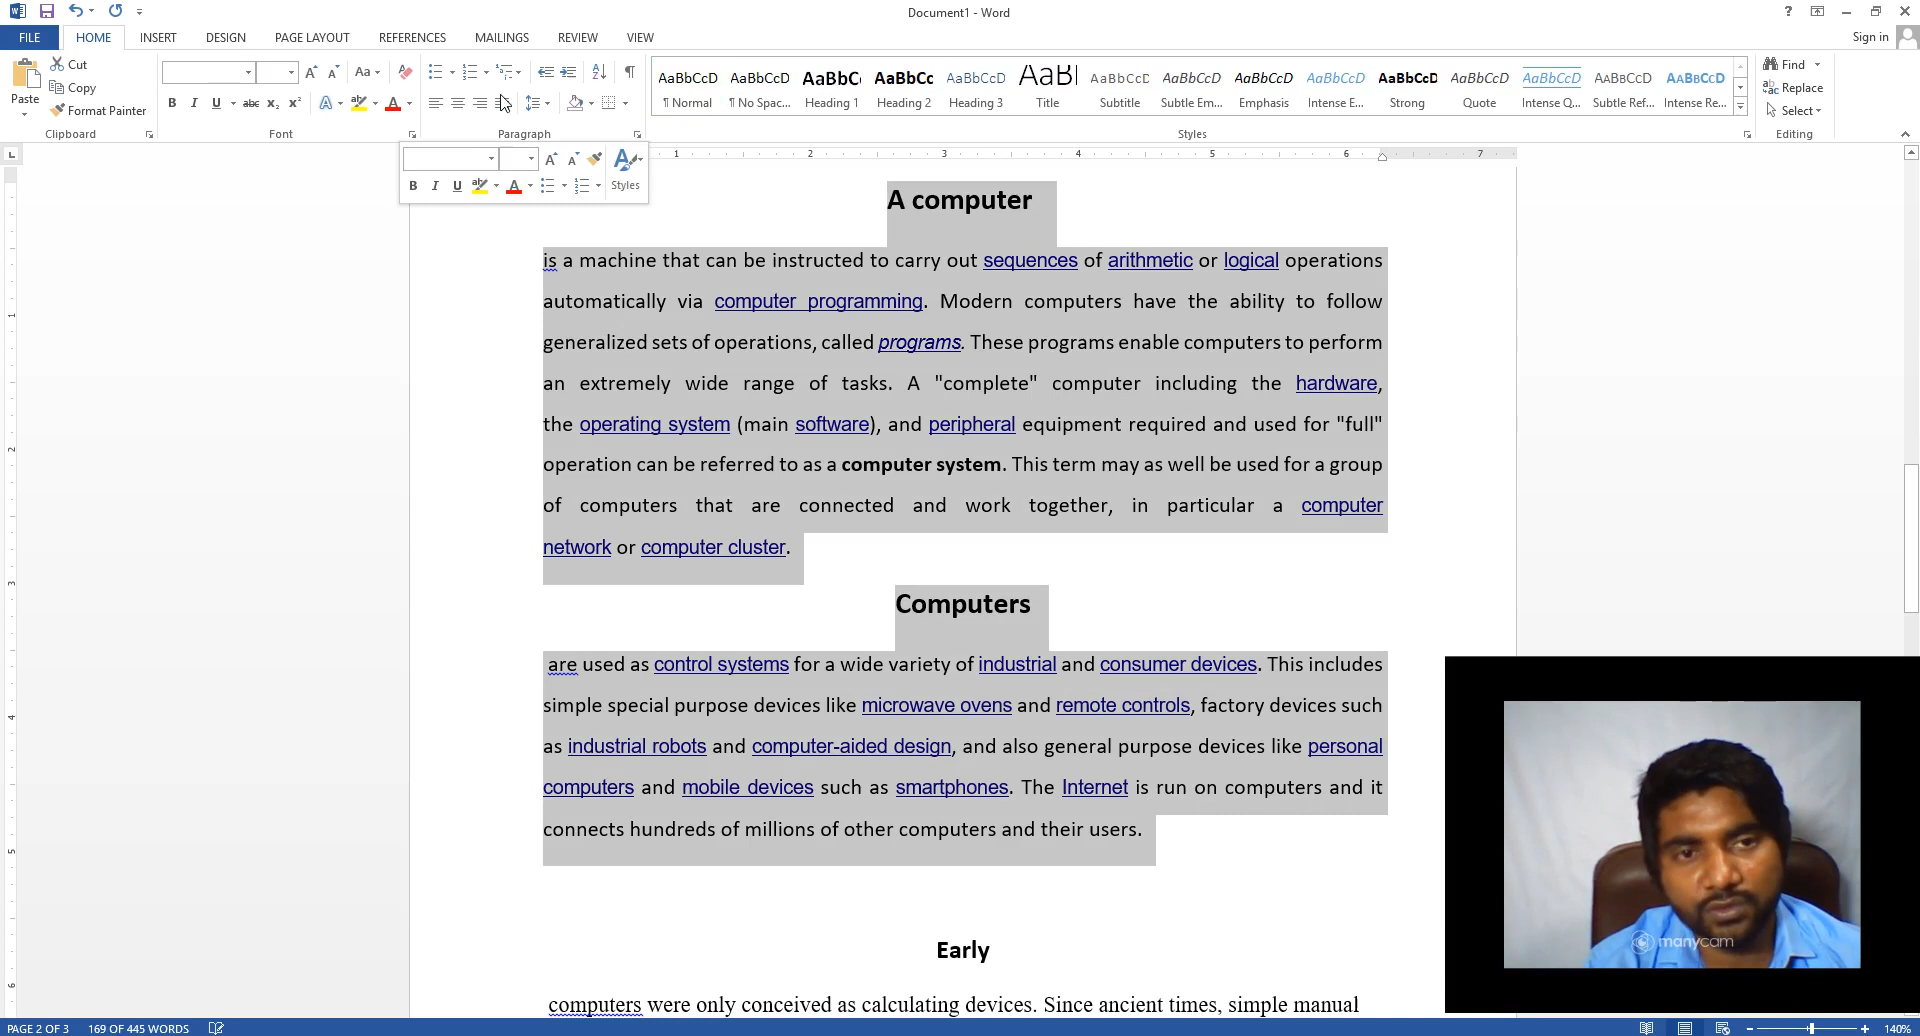 Document1 - Word
Sign in
FILE HOME INSERT DESIGN PAGE LAYOUT REFERENCES MAILINGS REVIEW VIEW
Paste
Cut
Copy
Format Painter
Clipboard
Font
Paragraph
AaBbCcD AaBbCcD AaBbC AaBbCc AaBbCcD AaBl AaBbCcD AaBbCcD AaBbCcD AaBbCcD AaBbCcD AaBbCcD AaBbCcD AABBCCD AABBCCD
¶ Normal ¶ No Spac... Heading 1 Heading 2 Heading 3 Title Subtitle Subtle Em... Emphasis Intense E... Strong Quote Intense Q... Subtle Ref... Intense Re...
Styles
Find
Replace
Select
Editing
Styles
1 2 3 4 5 6 7
A computer
is a machine that can be instructed to carry out sequences of arithmetic or logical operations
automatically via computer programming. Modern computers have the ability to follow
generalized sets of operations, called programs. These programs enable computers to perform
an extremely wide range of tasks. A "complete" computer including the hardware,
the operating system (main software), and peripheral equipment required and used for "full"
operation can be referred to as a computer system. This term may as well be used for a group
of computers that are connected and work together, in particular a computer
network or computer cluster.
Computers
are used as control systems for a wide variety of industrial and consumer devices. This includes
simple special purpose devices like microwave ovens and remote controls, factory devices such
as industrial robots and computer-aided design, and also general purpose devices like personal
computers and mobile devices such as smartphones. The Internet is run on computers and it
connects hundreds of millions of other computers and their users.
Early
computers were only conceived as calculating devices. Since ancient times, simple manual
manycam
PAGE 2 OF 3 169 OF 445 WORDS
140%